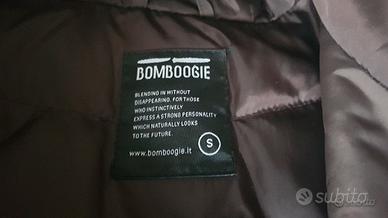 BOMBOOGIE
BLENDING IN WITHOUT
DISAPPEARING. FOR THOSE
WHO INSTINCTIVELY
EXPRESS A STRONG PERSONALITY
WHICH NATURALLY LOOKS
TO THE FUTURE.
www.bomboogie.it
S
subito